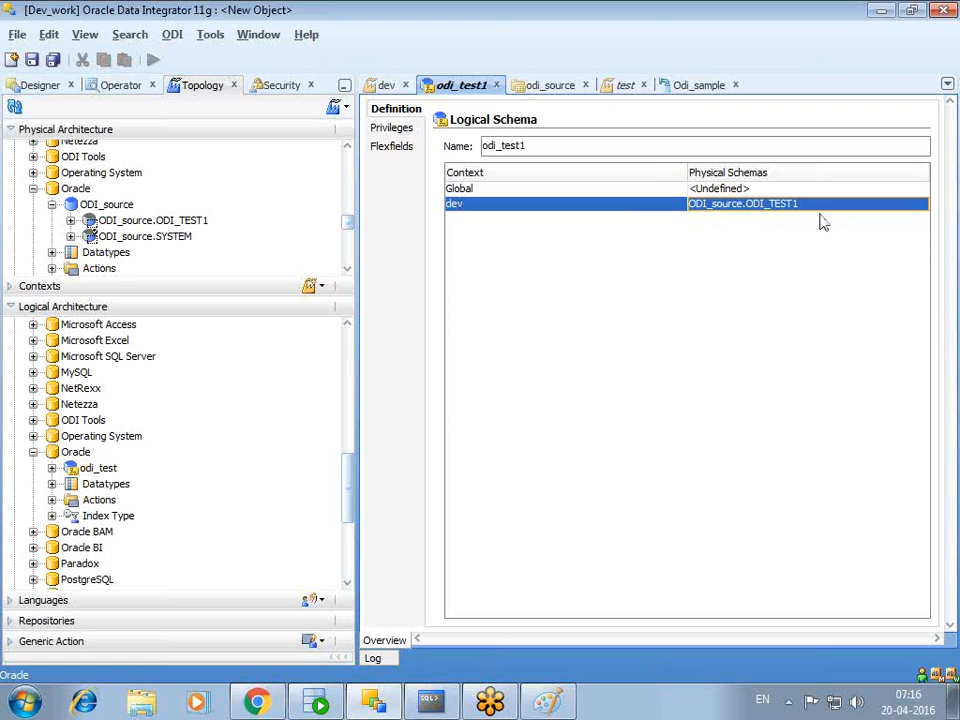 [Dev_work] Oracle Data Integrator 11g : <New Object>
File Edit View Search ODI Tools Window Help
Designer Operator Topology Security
dev odi_test1 odi_source test Odi_sample
Physical Architecture
Netezza
ODI Tools
Operating System
Oracle
ODI_source
ODI_source.ODI_TEST1
ODI_source.SYSTEM
Datatypes
Actions
Contexts
Logical Architecture
Microsoft Access
Microsoft Excel
Microsoft SQL Server
MySQL
NetRexx
Netezza
ODI Tools
Operating System
Oracle
odi_test
Datatypes
Actions
Index Type
Oracle BAM
Oracle BI
Paradox
PostgreSQL
Languages
Repositories
Generic Action
Definition
Privileges
Flexfields
Logical Schema
Name: odi_test1
Context Physical Schemas
Global <Undefined>
dev ODI_source.ODI_TEST1
Overview
Log
Oracle
SQL>
EN
07:16
20-04-2016